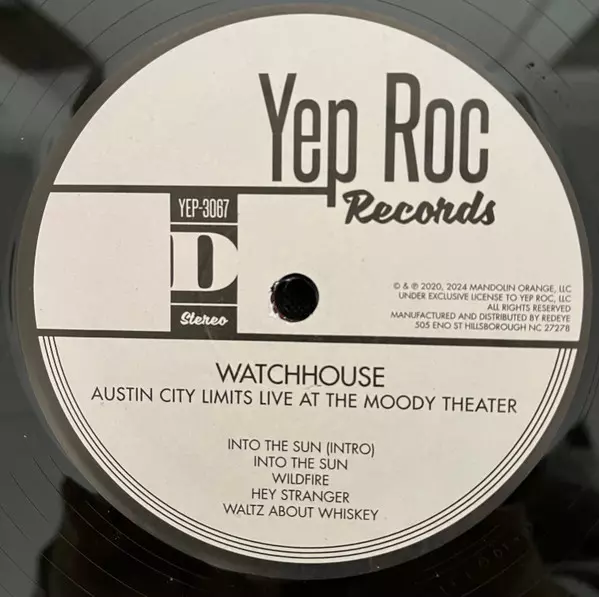 Yep Roc
Records
YEP-3067
D
Stereo
© & ℗ 2020, 2024 MANDOLIN ORANGE, LLC
UNDER EXCLUSIVE LICENSE TO YEP ROC, LLC
ALL RIGHTS RESERVED
MANUFACTURED AND DISTRIBUTED BY REDEYE
505 ENO ST HILLSBOROUGH NC 27278
WATCHHOUSE
AUSTIN CITY LIMITS LIVE AT THE MOODY THEATER
INTO THE SUN (INTRO)
INTO THE SUN
WILDFIRE
HEY STRANGER
WALTZ ABOUT WHISKEY